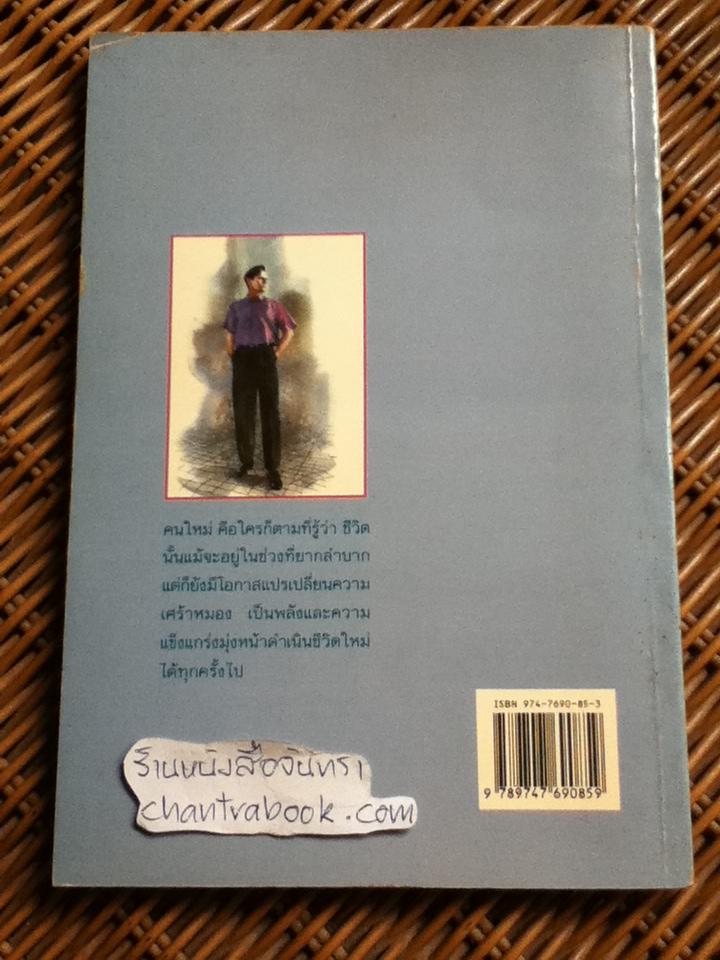 คนใหม่ คือใครก็ตามที่รู้ว่า ชีวิต
นั้นแม้จะอยู่ในช่วงที่ยากลำบาก
แต่ก็ยังมีโอกาสแปรเปลี่ยนความ
เศร้าหมอง เป็นพลังและความ
แข็งแกร่งมุ่งหน้าดำเนินชีวิตใหม่
ได้ทุกครั้งไป
ISBN 974-7690-85-3
9 789747 690859
ร้านหนังสือจันทรา
chantrabook.com